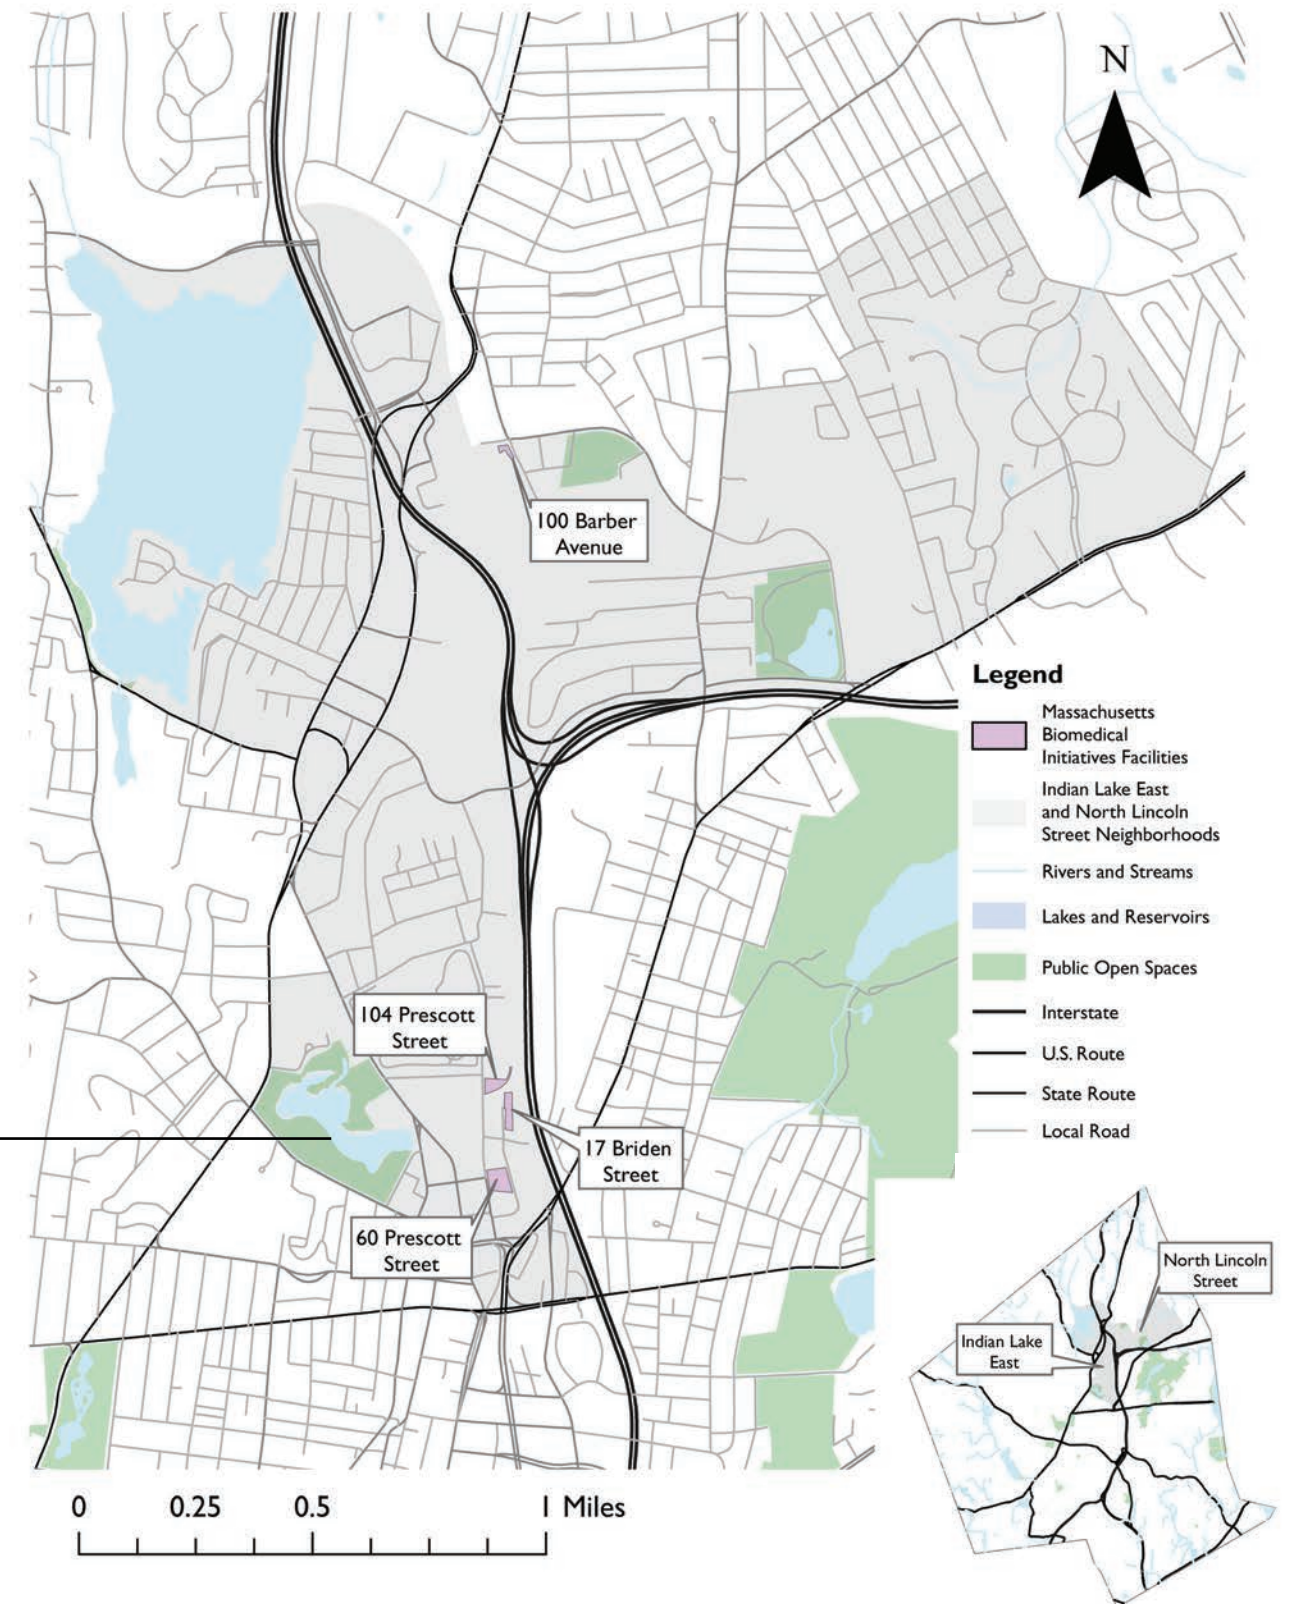 N
100 Barber
Avenue
Legend
Massachusetts
Biomedical
Initiatives Facilities
Indian Lake East
and North Lincoln
Street Neighborhoods
Rivers and Streams
Lakes and Reservoirs
Public Open Spaces
Interstate
U.S. Route
State Route
Local Road
104 Prescott
Street
17 Briden
Street
60 Prescott
Street
North Lincoln
Street
Indian Lake
East
0 0.25 0.5 1 Miles